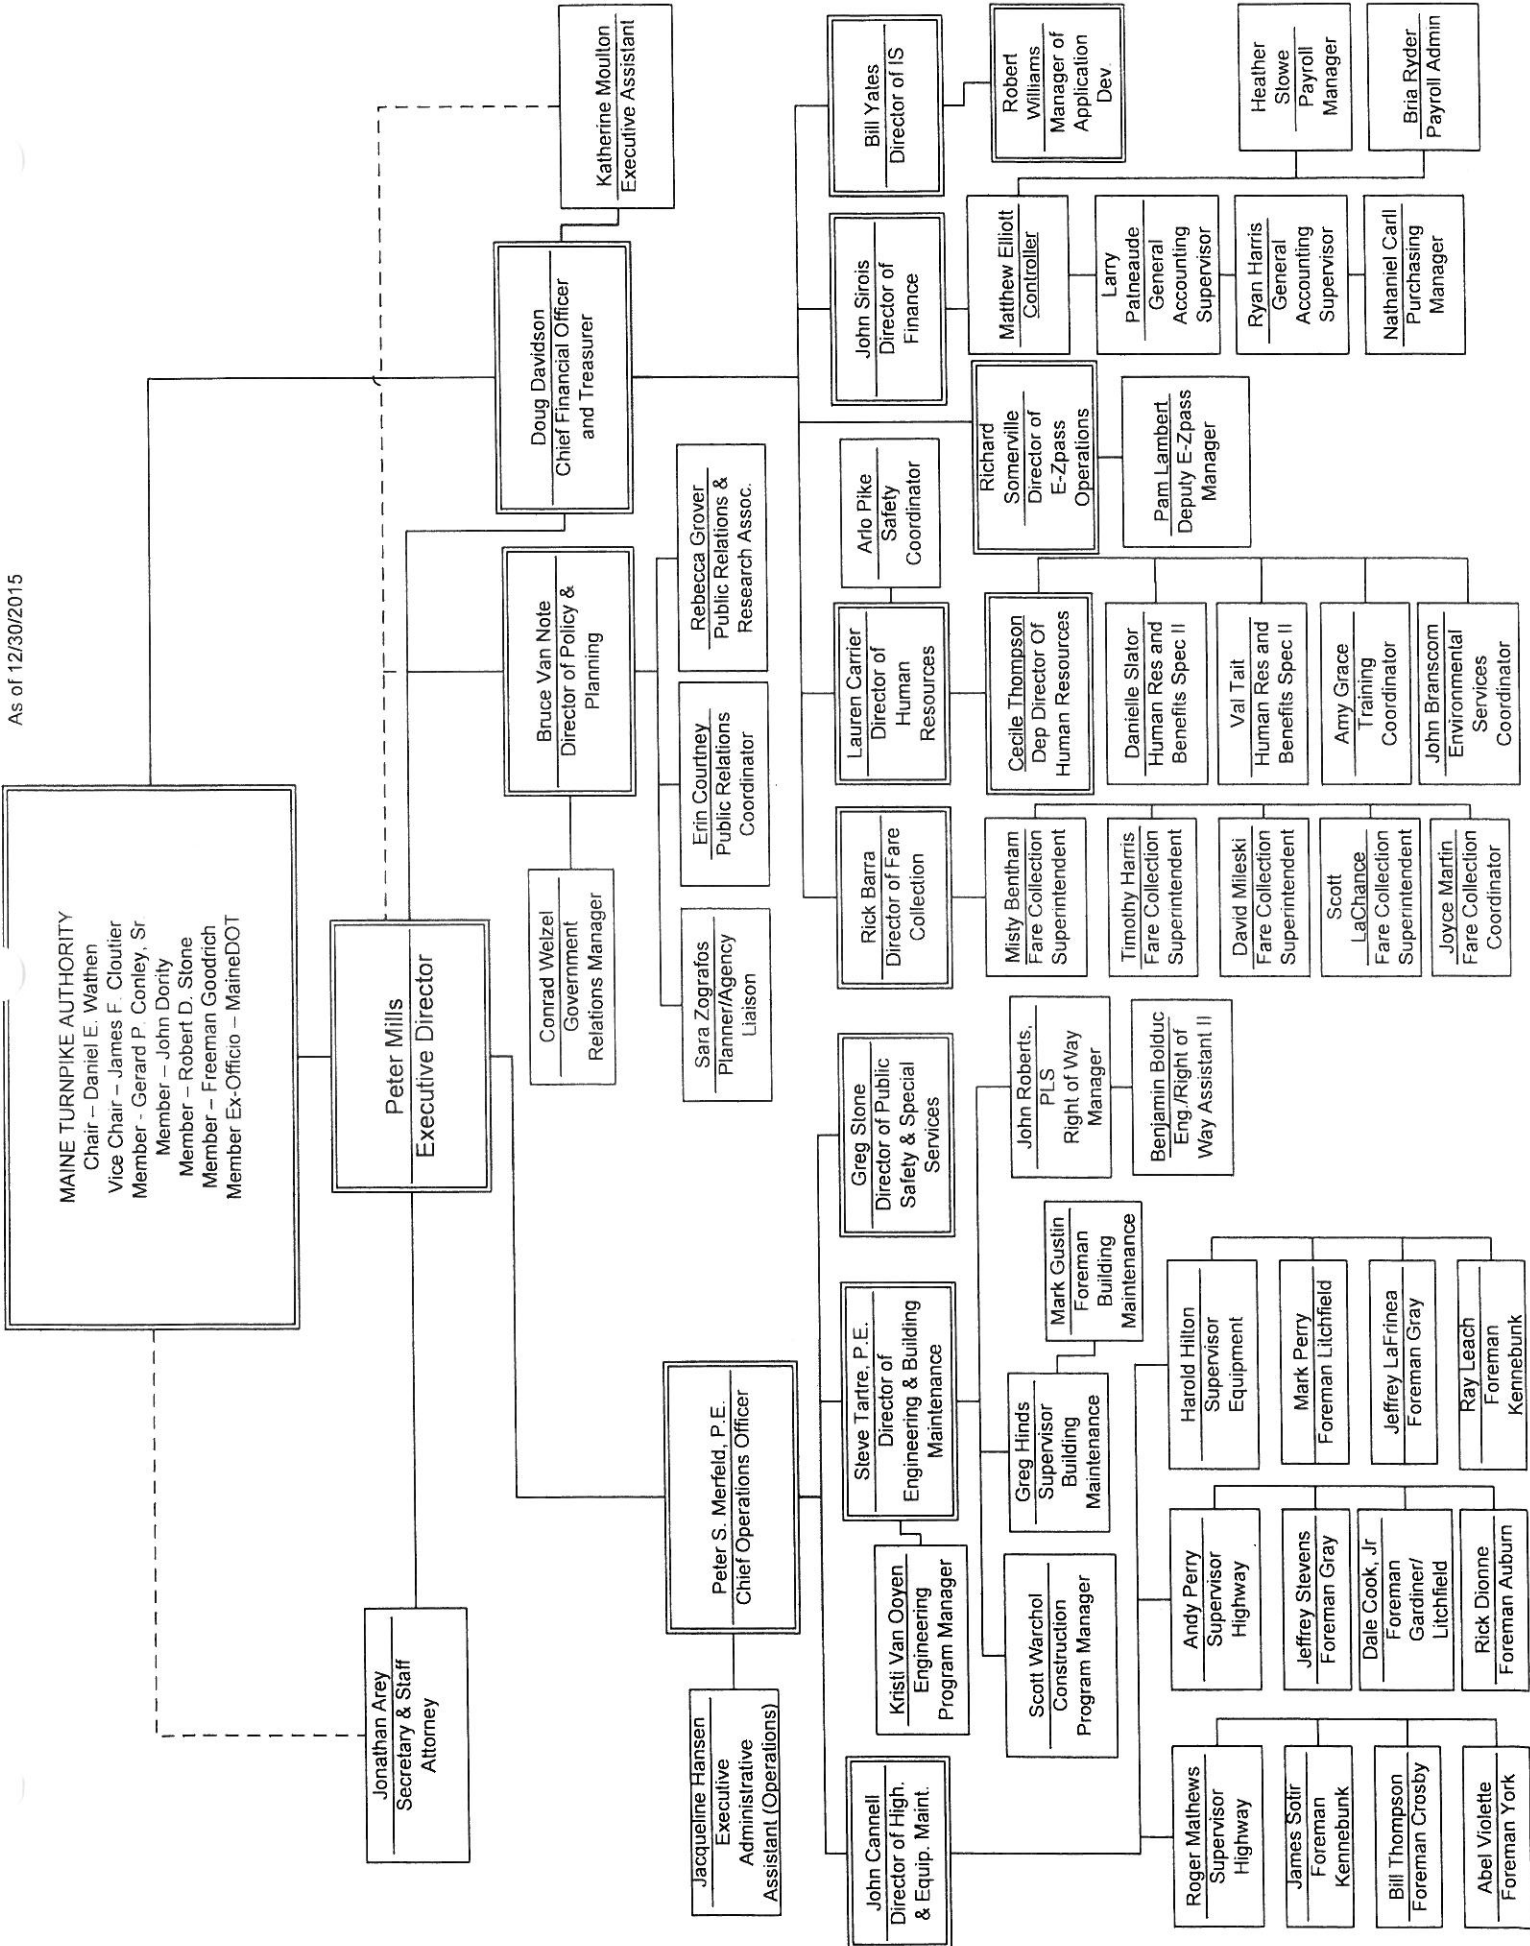 As of 12/30/2015
MAINE TURNPIKE AUTHORITY
Chair – Daniel E. Wathen
Vice Chair – James F. Cloutier
Member - Gerard P. Conley, Sr
Member – John Dority
Member – Robert D. Stone
Member – Freeman Goodrich
Member Ex-Officio – MaineDOT
Peter Mills
Executive Director
Jonathan Arey
Secretary & Staff
Attorney
Katherine Moulton
Executive Assistant
Doug Davidson
Chief Financial Officer
and Treasurer
Bruce Van Note
Director of Policy &
Planning
Conrad Welzel
Government
Relations Manager
Sara Zografos
Planner/Agency
Liaison
Erin Courtney
Public Relations
Coordinator
Rebecca Grover
Public Relations &
Research Assoc.
Peter S. Merfeld, P.E.
Chief Operations Officer
Jacqueline Hansen
Executive
Administrative
Assistant (Operations)
John Cannell
Director of High.
& Equip. Maint.
Steve Tartre, P.E.
Director of
Engineering & Building
Maintenance
Greg Stone
Director of Public
Safety & Special
Services
Kristi Van Ooyen
Engineering
Program Manager
Scott Warchol
Construction
Program Manager
Greg Hinds
Supervisor
Building
Maintenance
Mark Gustin
Foreman
Building
Maintenance
John Roberts,
PLS
Right of Way
Manager
Benjamin Bolduc
Eng./Right of
Way Assistant II
Roger Mathews
Supervisor
Highway
James Sotir
Foreman
Kennebunk
Bill Thompson
Foreman Crosby
Abel Violette
Foreman York
Andy Perry
Supervisor
Highway
Jeffrey Stevens
Foreman Gray
Dale Cook, Jr
Foreman
Gardiner/
Litchfield
Rick Dionne
Foreman Auburn
Harold Hilton
Supervisor
Equipment
Mark Perry
Foreman Litchfield
Jeffrey LaFrinea
Foreman Gray
Ray Leach
Foreman
Kennebunk
Rick Barra
Director of Fare
Collection
Misty Bentham
Fare Collection
Superintendent
Timothy Harris
Fare Collection
Superintendent
David Mileski
Fare Collection
Superintendent
Scott
LaChance
Fare Collection
Superintendent
Joyce Martin
Fare Collection
Coordinator
Lauren Carrier
Director of
Human
Resources
Arlo Pike
Safety
Coordinator
Cecile Thompson
Dep Director Of
Human Resources
Danielle Slator
Human Res and
Benefits Spec II
Val Tait
Human Res and
Benefits Spec II
Amy Grace
Training
Coordinator
John Branscom
Environmental
Services
Coordinator
Richard
Somerville
Director of
E-Zpass
Operations
Pam Lambert
Deputy E-Zpass
Manager
John Sirois
Director of
Finance
Matthew Elliott
Controller
Larry
Patneaude
General
Accounting
Supervisor
Ryan Harris
General
Accounting
Supervisor
Nathaniel Carll
Purchasing
Manager
Heather
Stowe
Payroll
Manager
Bria Ryder
Payroll Admin
Bill Yates
Director of IS
Robert
Williams
Manager of
Application
Dev.